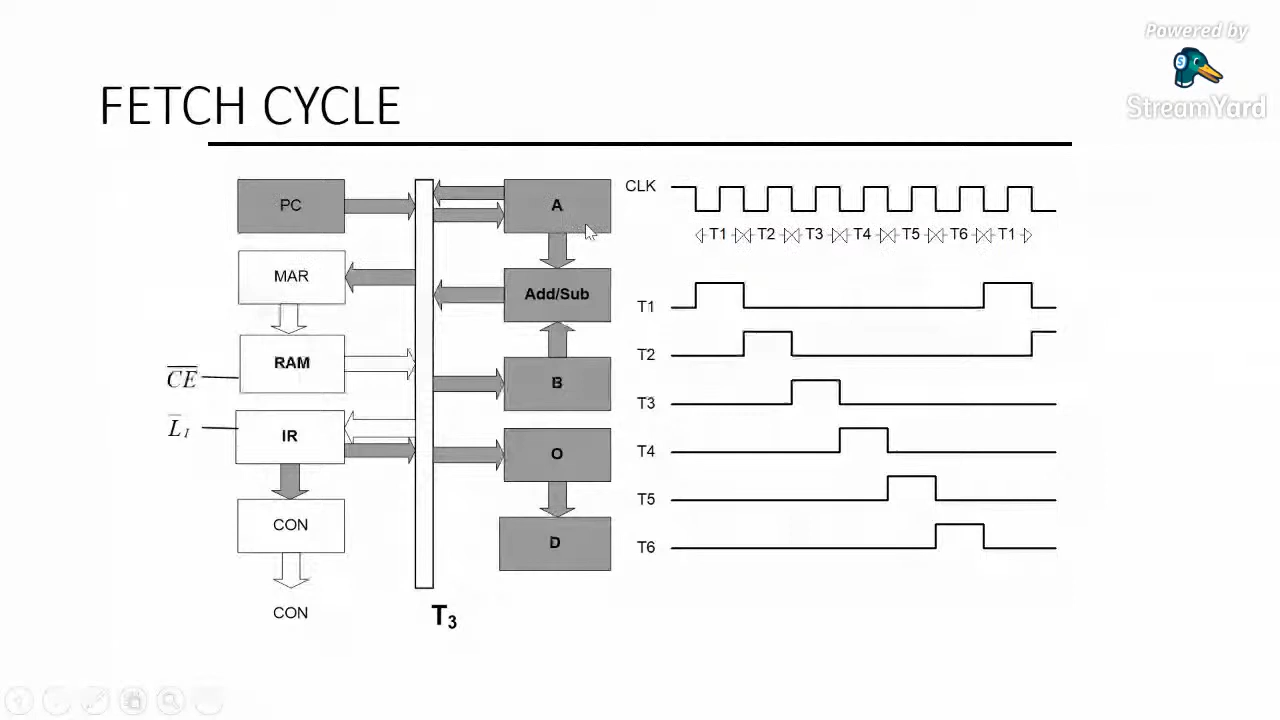 Powered by
StreamYard
FETCH CYCLE
PC
MAR
RAM
C̅E̅
IR
L̅I
CON
CON
A
Add/Sub
B
O
D
T3
CLK
T1 T2 T3 T4 T5 T6 T1
T1
T2
T3
T4
T5
T6